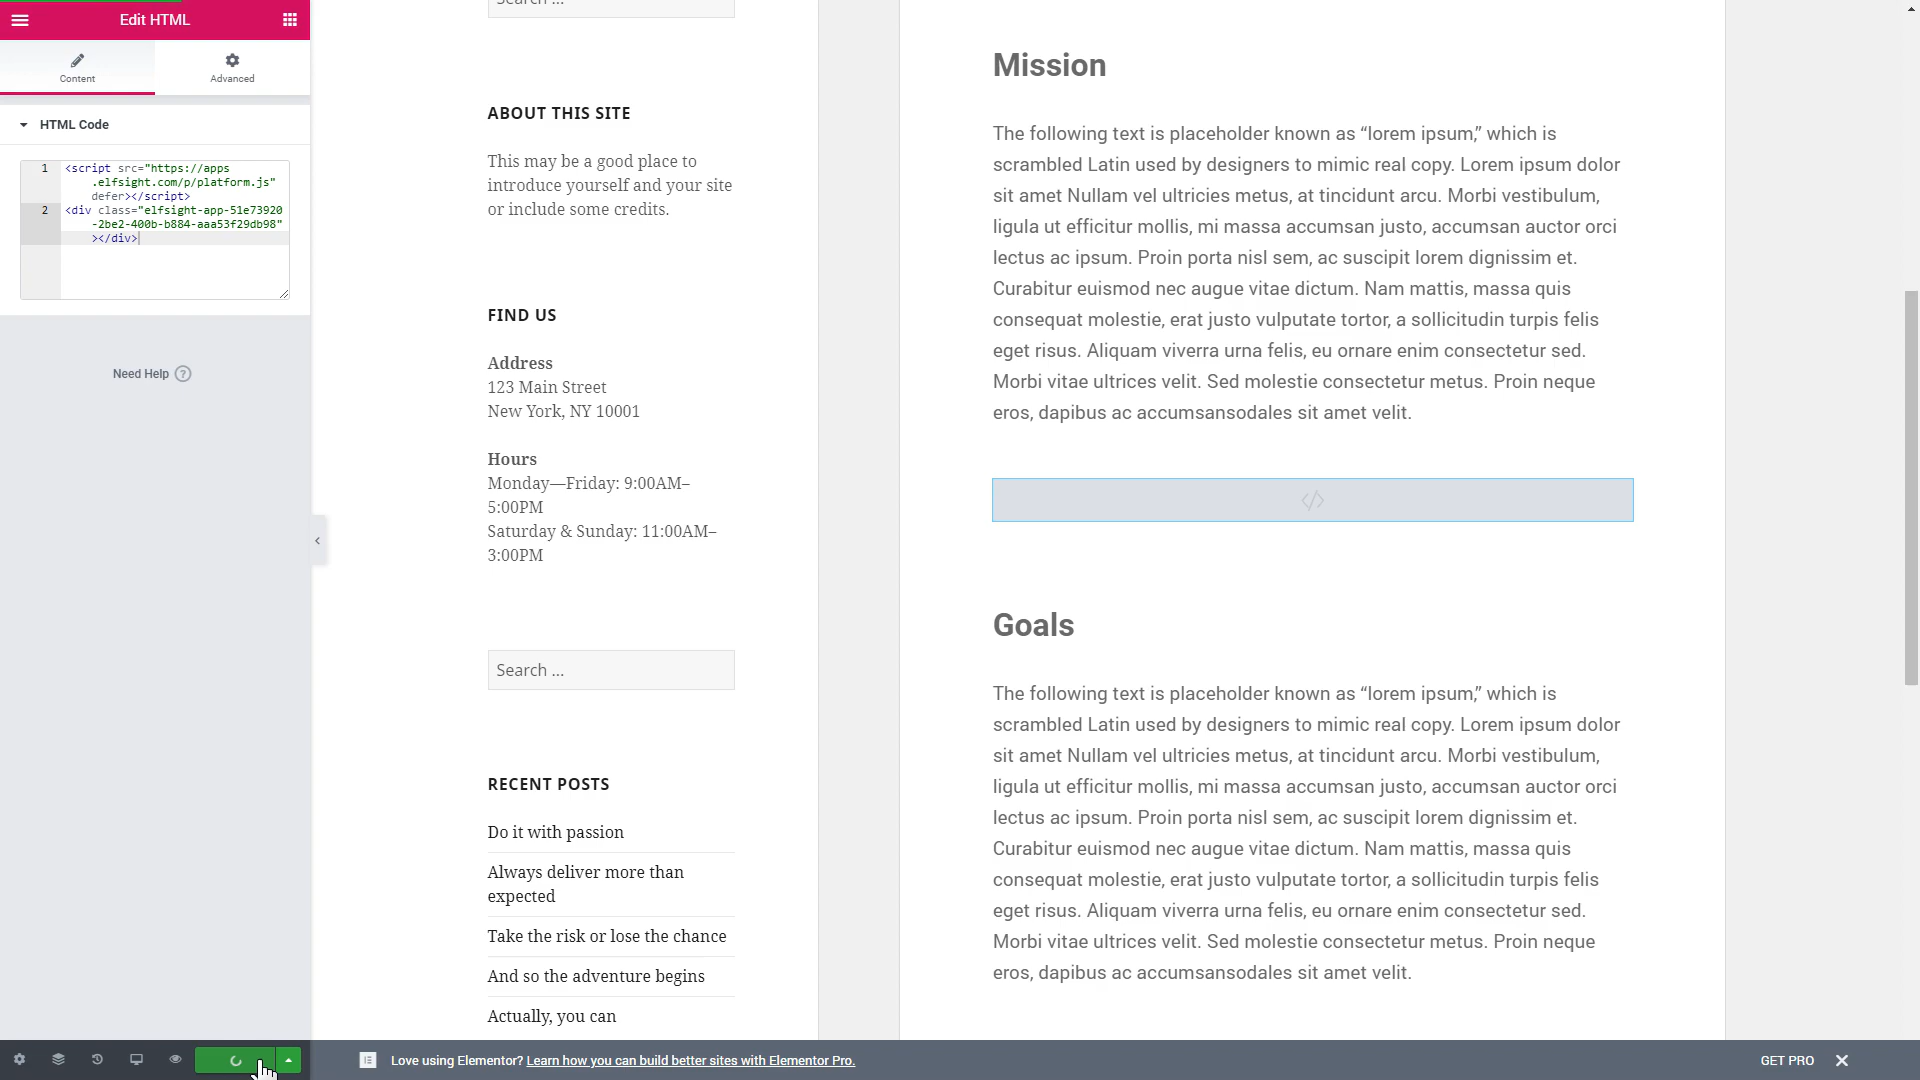 Edit HTML
Content
Advanced
HTML Code
1 <script src="https://apps
.elfsight.com/p/platform.js"
defer></script>
2 <div class="elfsight-app-51e73920
-2be2-400b-b884-aaa53f29db98"
></div>
Need Help ?
Search ...
ABOUT THIS SITE
This may be a good place to
introduce yourself and your site
or include some credits.
FIND US
Address
123 Main Street
New York, NY 10001
Hours
Monday—Friday: 9:00AM–
5:00PM
Saturday & Sunday: 11:00AM–
3:00PM
Search ...
RECENT POSTS
Do it with passion
Always deliver more than
expected
Take the risk or lose the chance
And so the adventure begins
Actually, you can
Mission
The following text is placeholder known as “lorem ipsum,” which is
scrambled Latin used by designers to mimic real copy. Lorem ipsum dolor
sit amet Nullam vel ultricies metus, at tincidunt arcu. Morbi vestibulum,
ligula ut efficitur mollis, mi massa accumsan justo, accumsan auctor orci
lectus ac ipsum. Proin porta nisl sem, ac suscipit lorem dignissim et.
Curabitur euismod nec augue vitae dictum. Nam mattis, massa quis
consequat molestie, erat justo vulputate tortor, a sollicitudin turpis felis
eget risus. Aliquam viverra urna felis, eu ornare enim consectetur sed.
Morbi vitae ultrices velit. Sed molestie consectetur metus. Proin neque
eros, dapibus ac accumsansodales sit amet velit.
Goals
The following text is placeholder known as “lorem ipsum,” which is
scrambled Latin used by designers to mimic real copy. Lorem ipsum dolor
sit amet Nullam vel ultricies metus, at tincidunt arcu. Morbi vestibulum,
ligula ut efficitur mollis, mi massa accumsan justo, accumsan auctor orci
lectus ac ipsum. Proin porta nisl sem, ac suscipit lorem dignissim et.
Curabitur euismod nec augue vitae dictum. Nam mattis, massa quis
consequat molestie, erat justo vulputate tortor, a sollicitudin turpis felis
eget risus. Aliquam viverra urna felis, eu ornare enim consectetur sed.
Morbi vitae ultrices velit. Sed molestie consectetur metus. Proin neque
eros, dapibus ac accumsansodales sit amet velit.
Love using Elementor? Learn how you can build better sites with Elementor Pro.
GET PRO